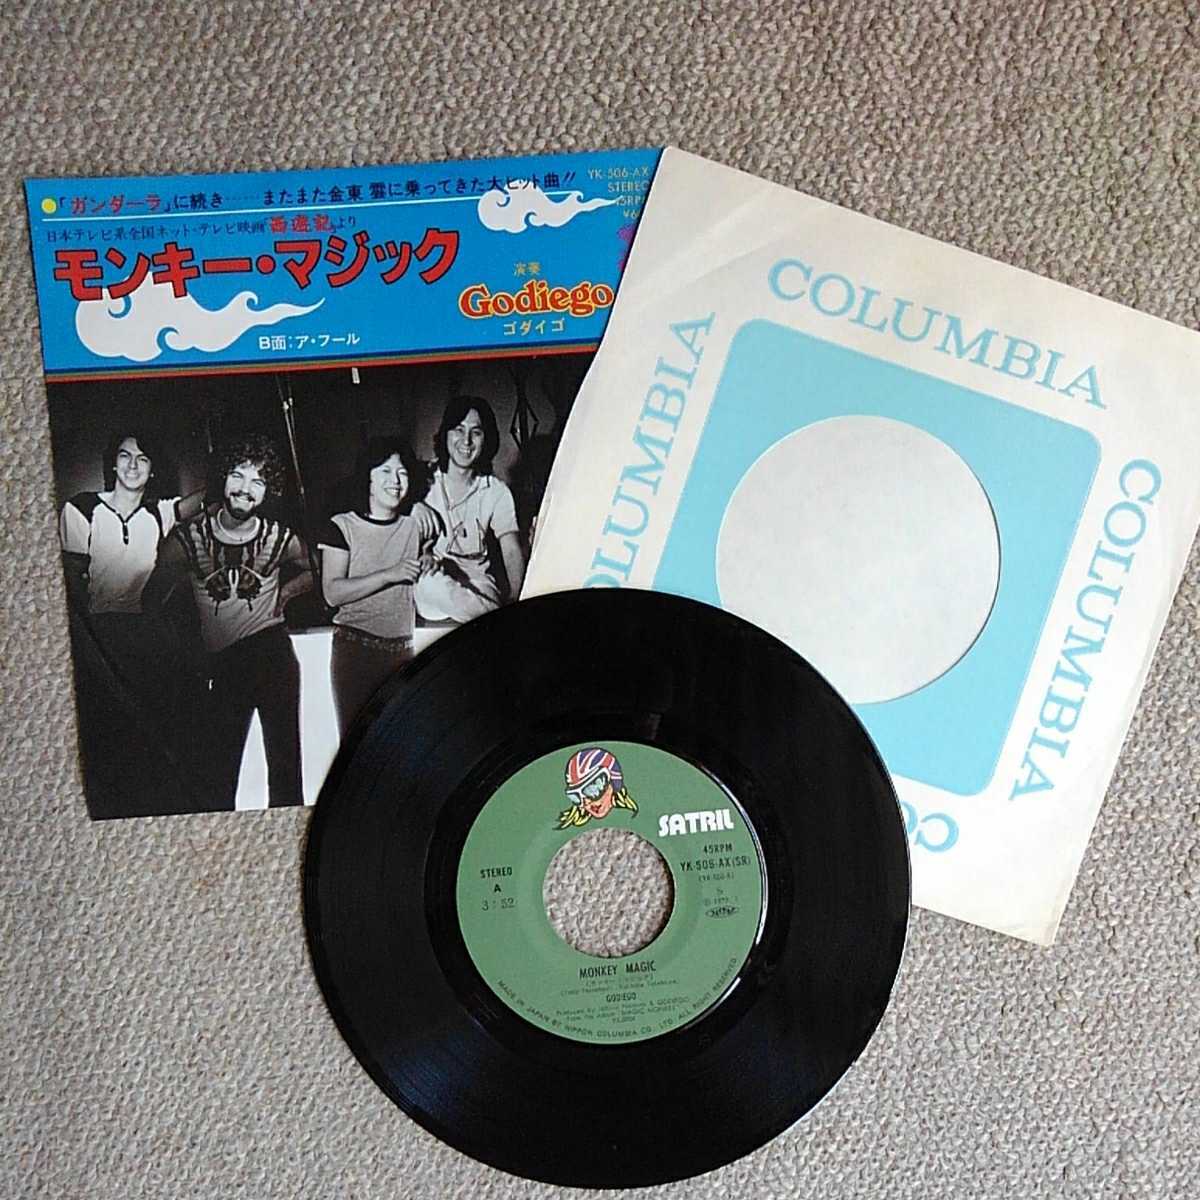 ●「ガンダーラ」に続き……またまた金東雲に乗ってきた大ヒット曲!!
日本テレビ系全国ネット・テレビ映画「西遊記」より
モンキー・マジック
演奏
Godiego
ゴダイゴ
B面:ア・フール
YK-506-AX
STEREO
45RPM
COLUMBIA
COLUMBIA
COLUMBIA
CO
SATRIL
45RPM
YK-506-AX(SR)
STEREO
A
3:52
MONKEY MAGIC
GODIEGO
MADE IN JAPAN BY NIPPON COLUMBIA CO., LTD. ALL RIGHTS RESERVED